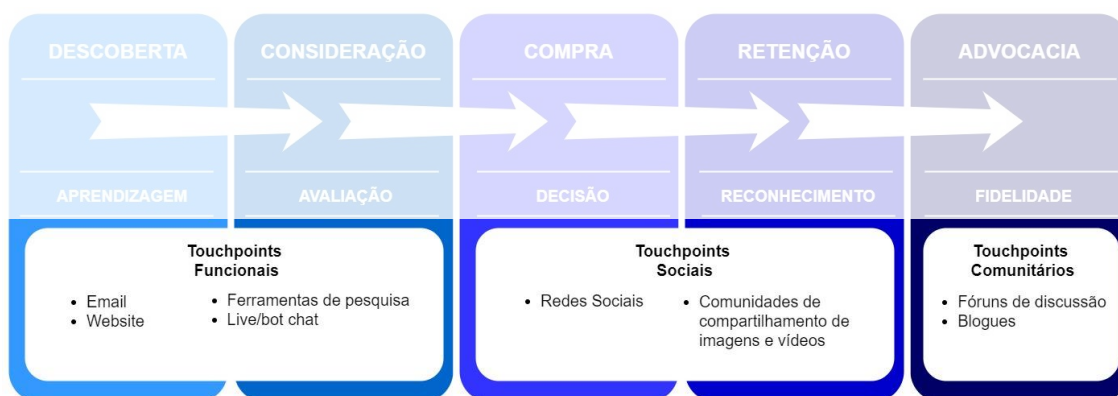 DESCOBERTA
CONSIDERAÇÃO
COMPRA
RETENÇÃO
ADVOCACIA
APRENDIZAGEM
AVALIAÇÃO
DECISÃO
RECONHECIMENTO
FIDELIDADE
Touchpoints
Funcionais
• Email
• Website
• Ferramentas de pesquisa
• Live/bot chat
Touchpoints
Sociais
• Redes Sociais
• Comunidades de
compartilhamento de
imagens e vídeos
Touchpoints
Comunitários
• Fóruns de discussão
• Blogues